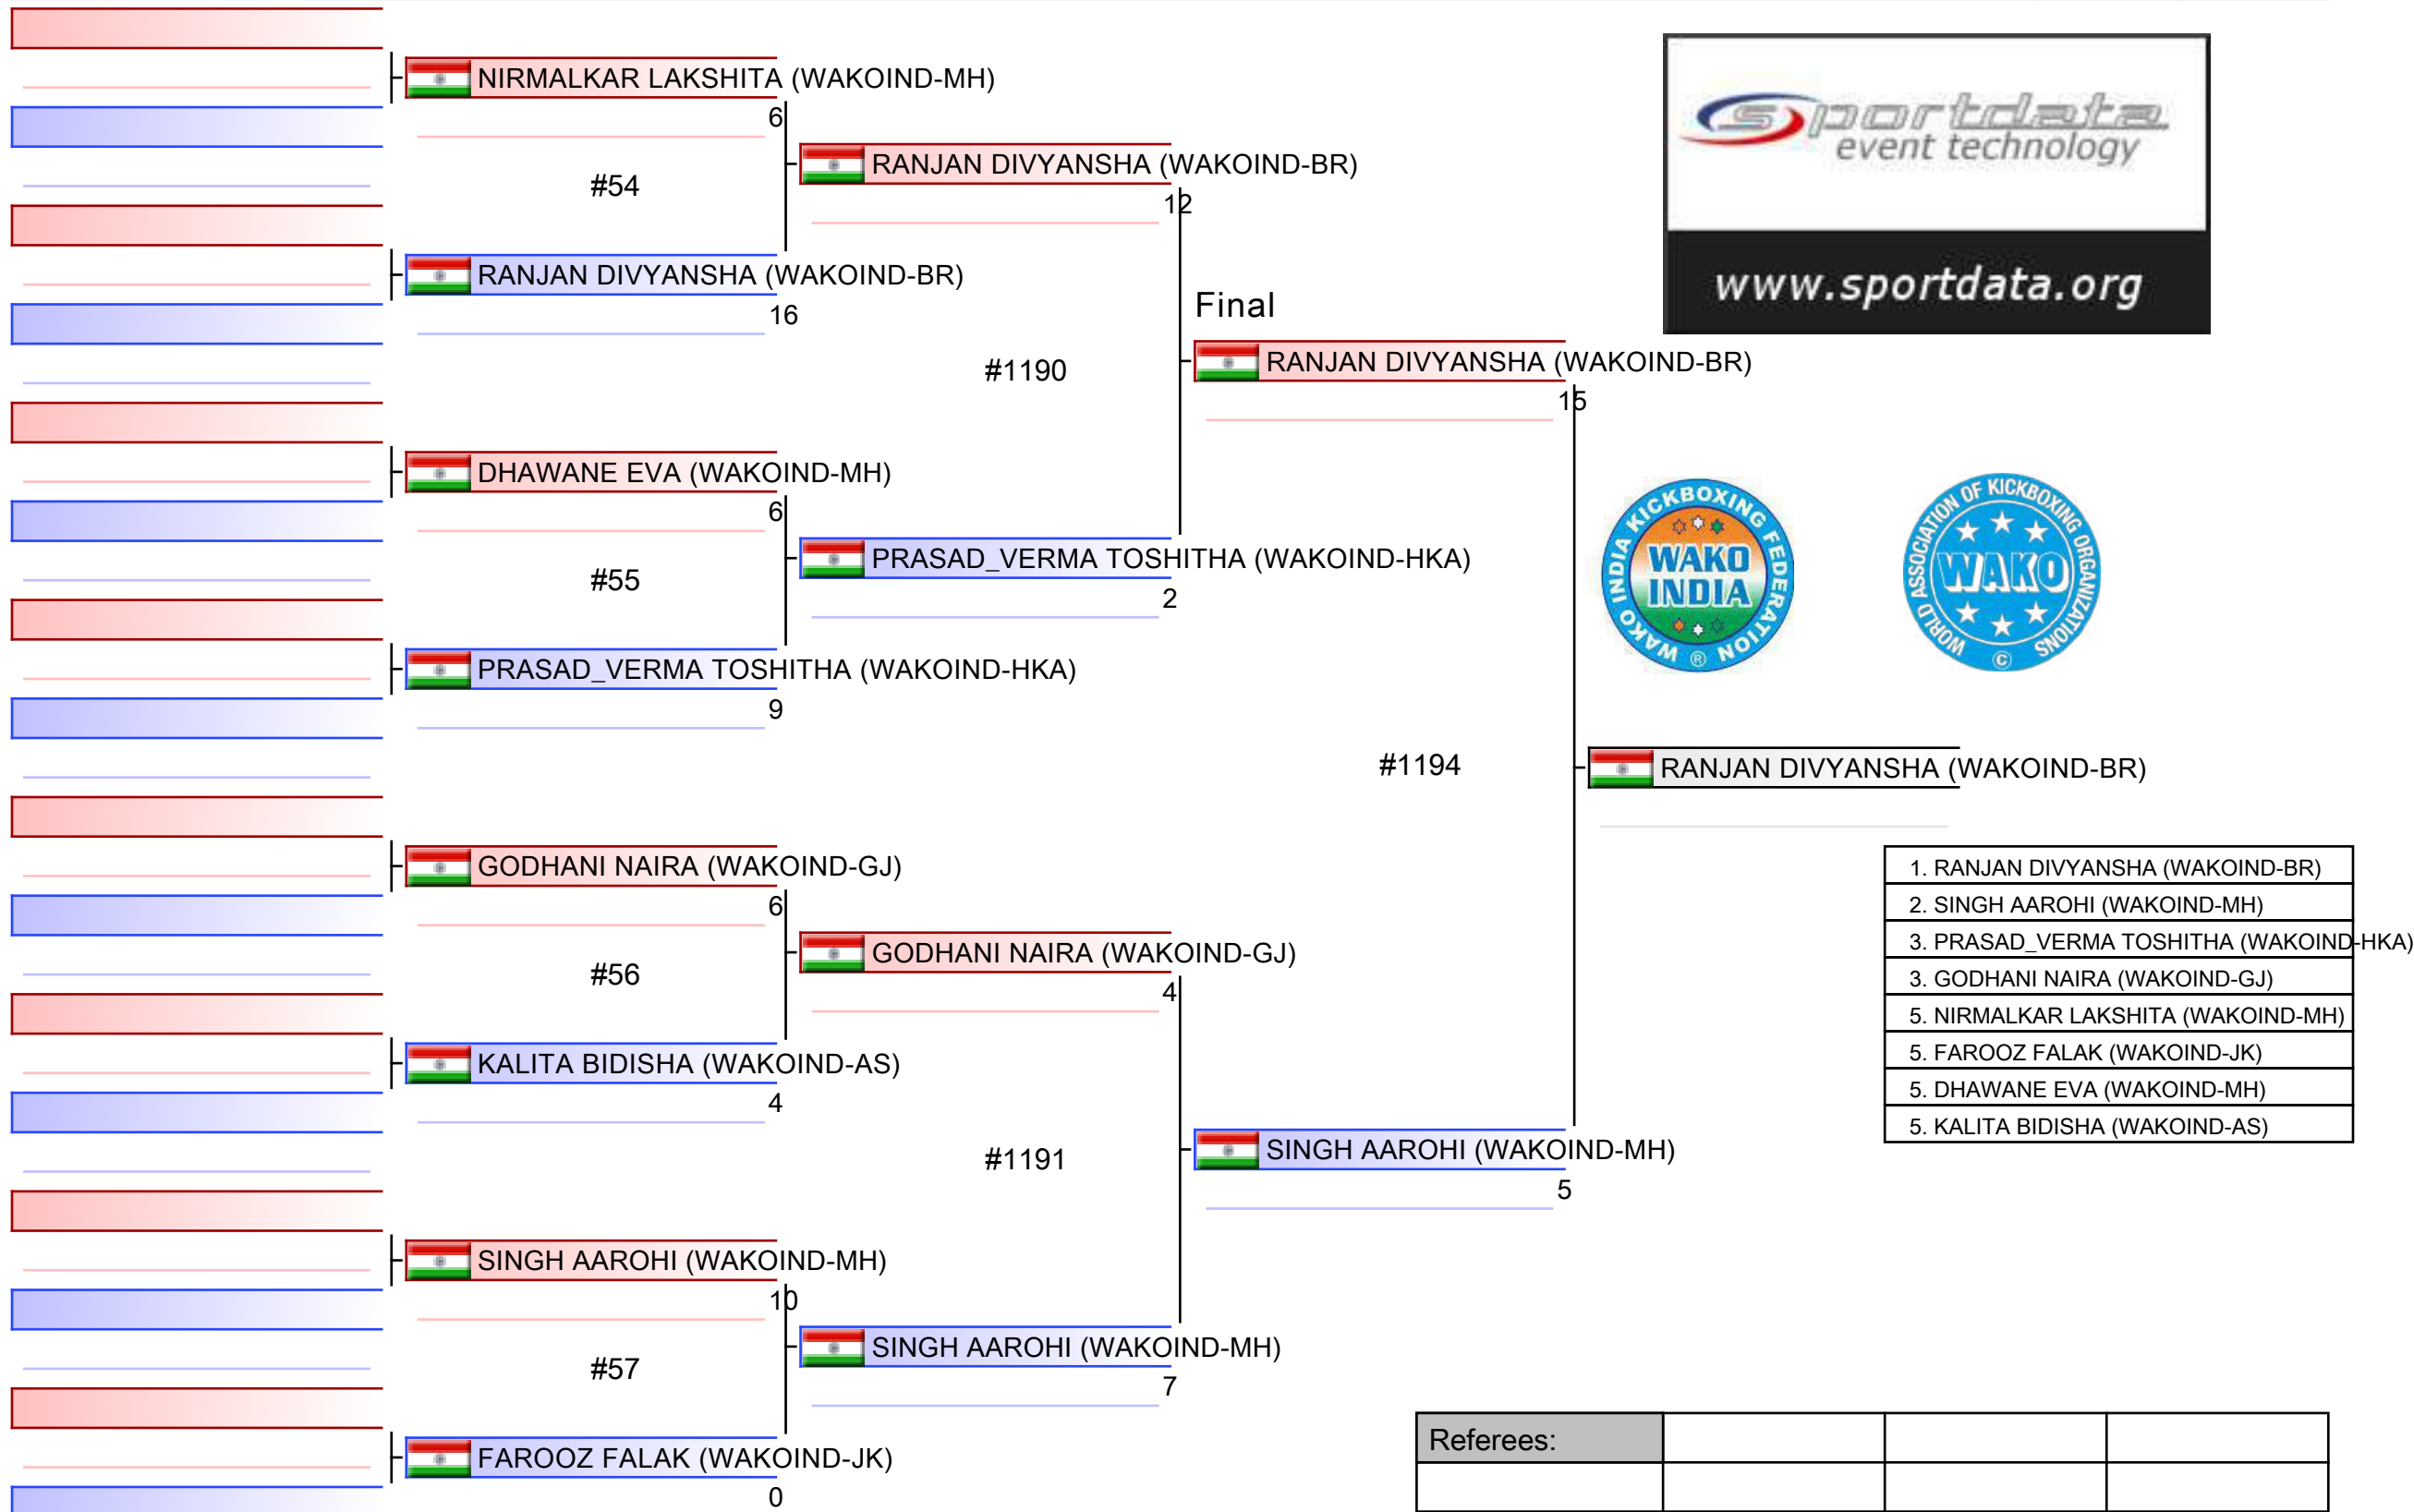 NIRMALKAR LAKSHITA (WAKOIND-MH)
6
#54
RANJAN DIVYANSHA (WAKOIND-BR)
16
DHAWANE EVA (WAKOIND-MH)
6
#55
PRASAD_VERMA TOSHITHA (WAKOIND-HKA)
9
GODHANI NAIRA (WAKOIND-GJ)
6
#56
KALITA BIDISHA (WAKOIND-AS)
4
SINGH AAROHI (WAKOIND-MH)
10
#57
FAROOZ FALAK (WAKOIND-JK)
0
RANJAN DIVYANSHA (WAKOIND-BR)
12
#1190
PRASAD_VERMA TOSHITHA (WAKOIND-HKA)
2
GODHANI NAIRA (WAKOIND-GJ)
4
#1191
SINGH AAROHI (WAKOIND-MH)
7
Final
RANJAN DIVYANSHA (WAKOIND-BR)
15
#1194
SINGH AAROHI (WAKOIND-MH)
5
RANJAN DIVYANSHA (WAKOIND-BR)
sportdata
event technology
www.sportdata.org
WAKO INDIA KICKBOXING FEDERATION
WAKO
INDIA
®
WORLD ASSOCIATION OF KICKBOXING ORGANIZATIONS
WAKO
©
1. RANJAN DIVYANSHA (WAKOIND-BR)
2. SINGH AAROHI (WAKOIND-MH)
3. PRASAD_VERMA TOSHITHA (WAKOIND-HKA)
3. GODHANI NAIRA (WAKOIND-GJ)
5. NIRMALKAR LAKSHITA (WAKOIND-MH)
5. FAROOZ FALAK (WAKOIND-JK)
5. DHAWANE EVA (WAKOIND-MH)
5. KALITA BIDISHA (WAKOIND-AS)
Referees: